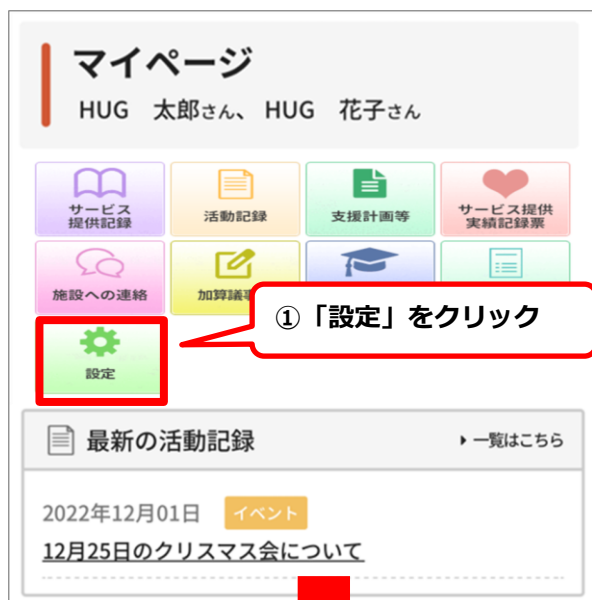 マイページ
HUG 太郎さん、 HUG 花子さん
サービス
提供記録
活動記録
支援計画等
サービス提供
実績記録票
施設への連絡
加算議事
①「設定」をクリック
設定
最新の活動記録
一覧はこちら
2022年12月01日 イベント
12月25日のクリスマス会について